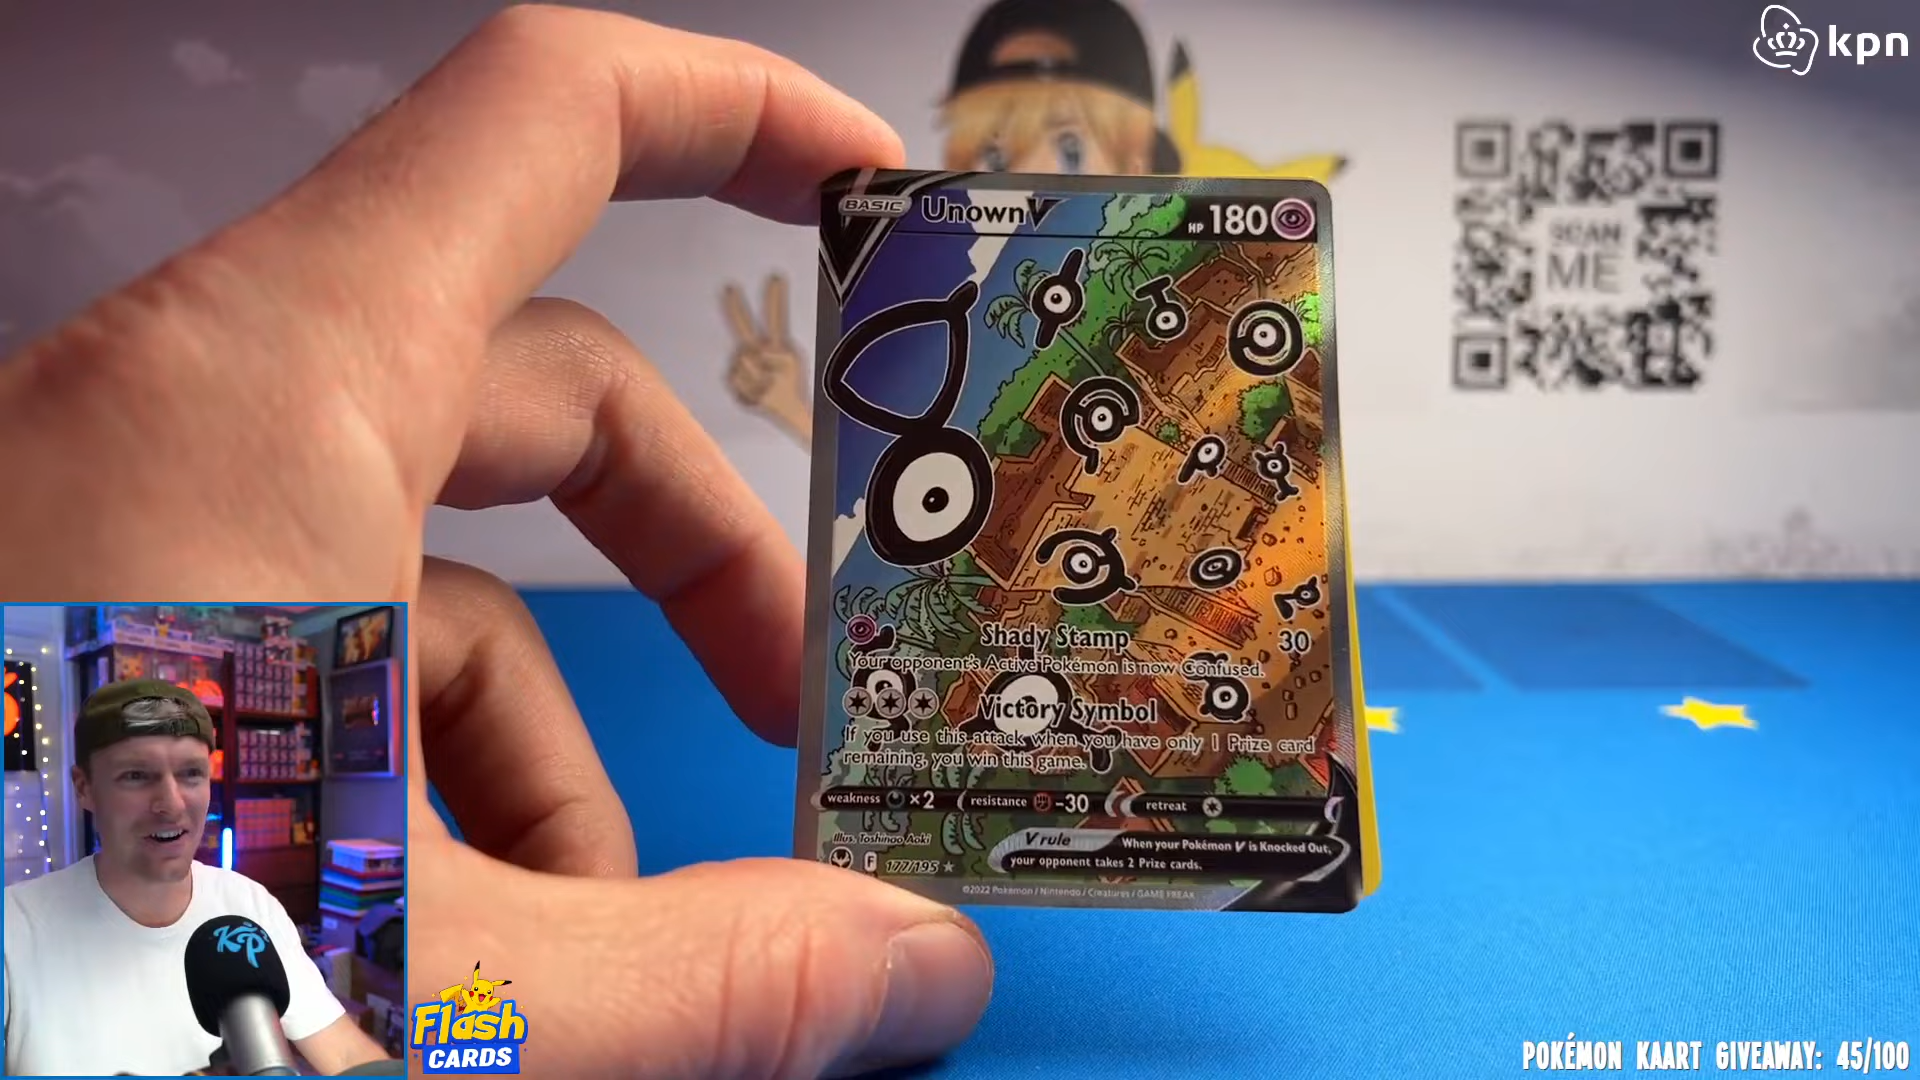 kpn
BASIC UnownV HP 180
SCAN
ME
Shady Stamp 30
Your opponent's Active Pokémon is now Confused.
Victory Symbol
If you use this attack when you have only 1 Prize card
remaining, you win this game.
weakness ×2 resistance -30 retreat
Illus. Toshinao Aoki
V rule When your Pokémon V is Knocked Out,
your opponent takes 2 Prize cards.
F 177/195
©2022 Pokémon / Nintendo / Creatures / GAME FREAK
KP
Flash
CARDS
POKÉMON KAART GIVEAWAY: 45/100